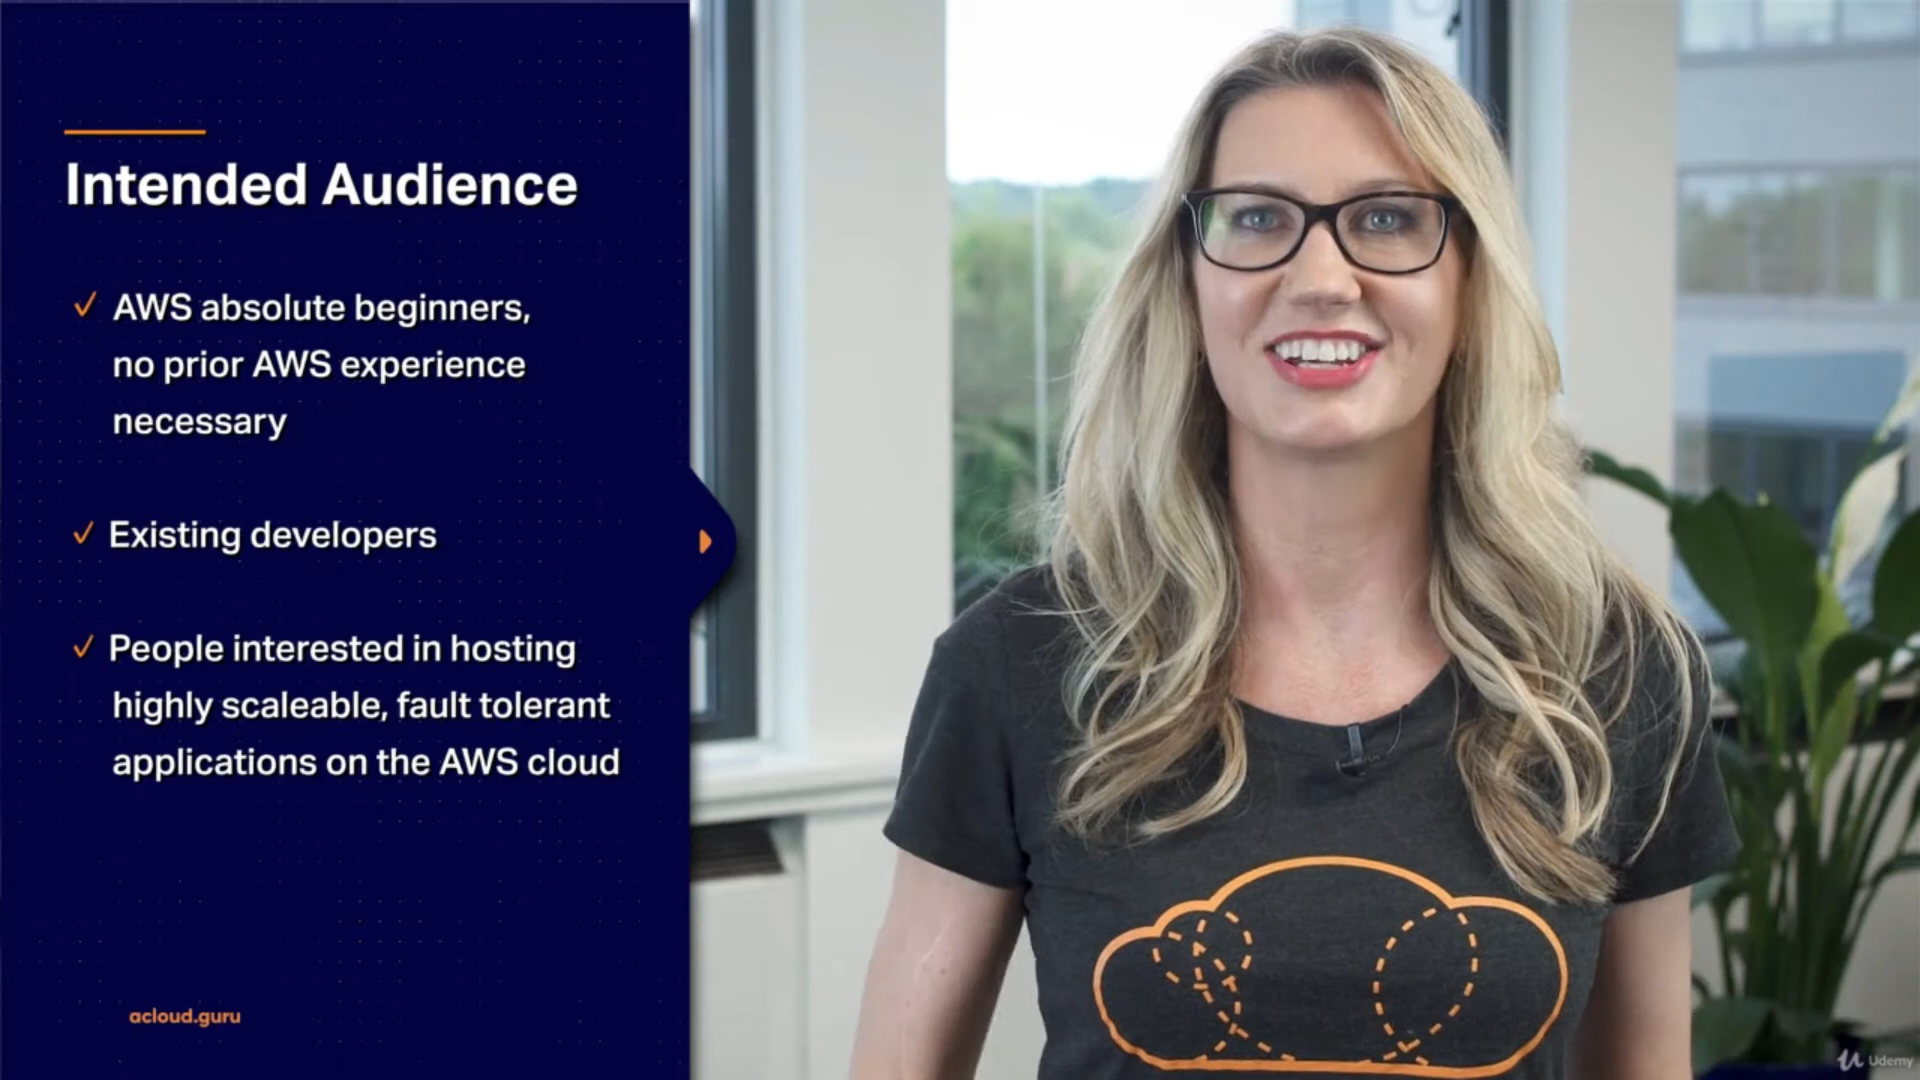 Intended Audience
AWS absolute beginners,
no prior AWS experience
necessary
Existing developers
People interested in hosting
highly scaleable, fault tolerant
applications on the AWS cloud
acloud.guru
Udemy